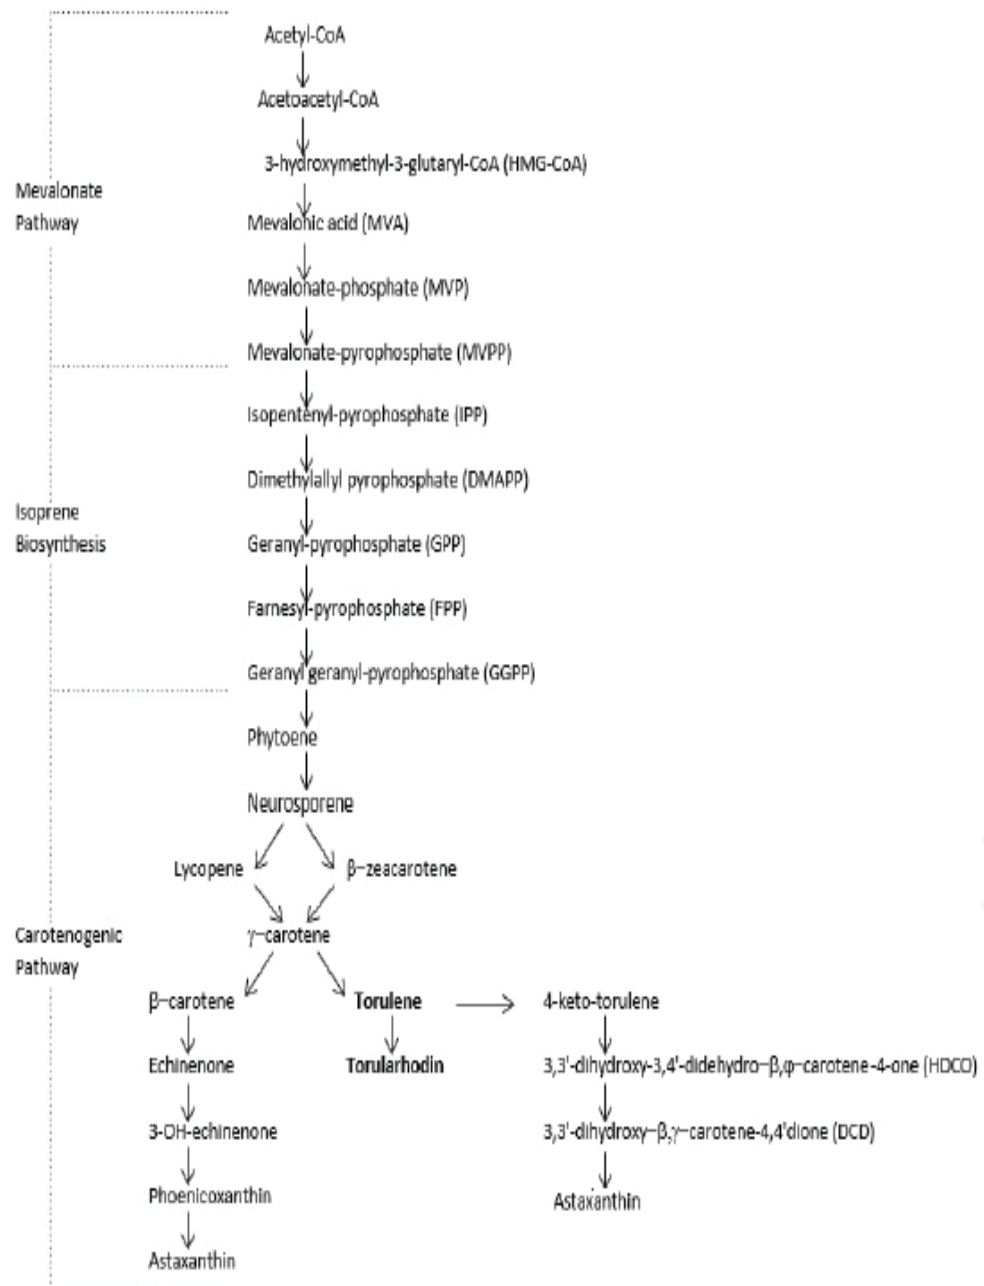 Acetyl-CoA
Acetoacetyl-CoA
3-hydroxymethyl-3-glutaryl-CoA (HMG-CoA)
Mevalonate
Pathway
Mevalonic acid (MVA)
Mevalonate-phosphate (MVP)
Mevalonate-pyrophosphate (MVPP)
Isopentenyl-pyrophosphate (IPP)
Dimethylallyl pyrophosphate (DMAPP)
Isoprene
Biosynthesis
Geranyl-pyrophosphate (GPP)
Farnesyl-pyrophosphate (FPP)
Geranyl geranyl-pyrophosphate (GGPP)
Phytoene
Neurosporene
Lycopene β-zeacarotene
Carotenogenic
Pathway
γ-carotene
β-carotene Torulene 4-keto-torulene
Echinenone Torularhodin 3,3'-dihydroxy-3,4'-didehydro-β,φ-carotene-4-one (HDCO)
3-OH-echinenone 3,3'-dihydroxy-β,γ-carotene-4,4'dione (DCD)
Phoenicoxanthin Astaxanthin
Astaxanthin